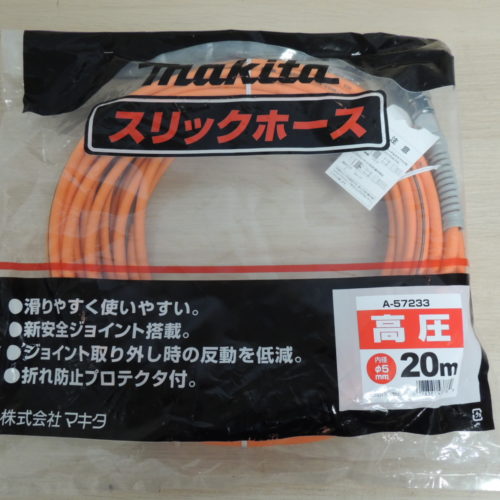 makita
スリックホース
注意
A-57233
高圧
内径
φ5
mm
20m
●滑りやすく使いやすい。
●新安全ジョイント搭載。
●ジョイント取り外し時の反動を低減。
●折れ防止プロテクタ付。
株式会社マキタ